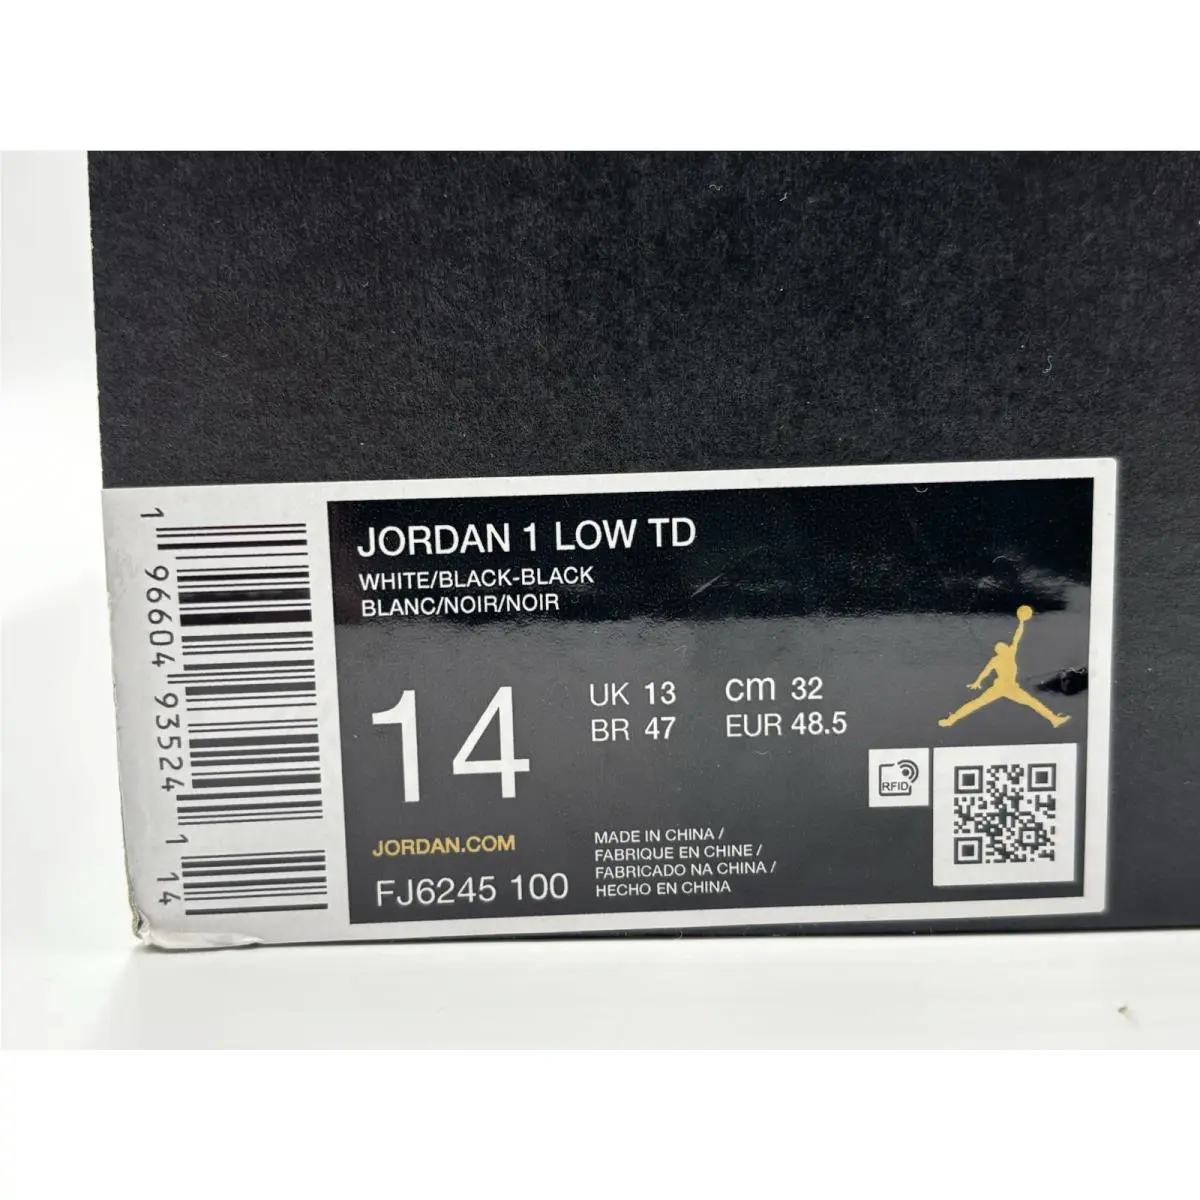 JORDAN 1 LOW TD
WHITE/BLACK-BLACK
BLANC/NOIR/NOIR
14
UK 13
cm 32
BR 47
EUR 48.5
JORDAN.COM
FJ6245 100
MADE IN CHINA /
FABRIQUE EN CHINE /
FABRICADO NA CHINA /
HECHO EN CHINA
RFID
1 96604 93524 1 14